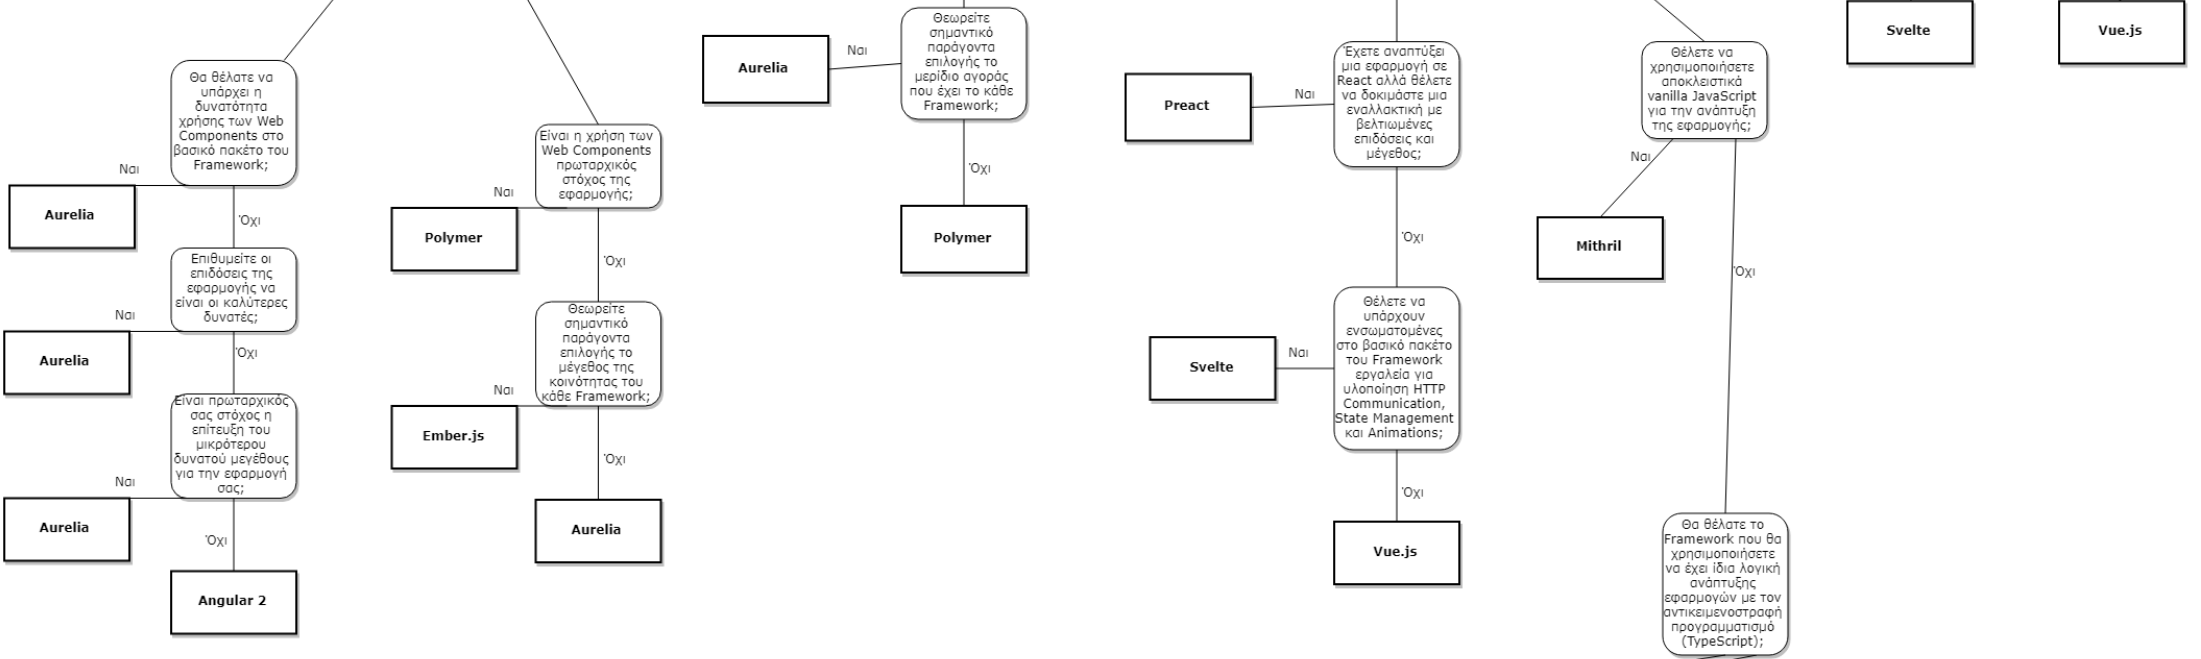 Θα θέλατε να
υπάρχει η
δυνατότητα
χρήσης των Web
Components στο
βασικό πακέτο του
Framework;
Ναι
Aurelia
Όχι
Επιθυμείτε οι
επιδόσεις της
εφαρμογής να
είναι οι καλύτερες
δυνατές;
Ναι
Aurelia
Όχι
Είναι πρωταρχικός
σας στόχος η
επίτευξη του
μικρότερου
δυνατού μεγέθους
για την εφαρμογή
σας;
Ναι
Aurelia
Όχι
Angular 2
Είναι η χρήση των
Web Components
πρωταρχικός
στόχος της
εφαρμογής;
Ναι
Polymer
Όχι
Θεωρείτε
σημαντικό
παράγοντα
επιλογής το
μέγεθος της
κοινότητας του
κάθε Framework;
Ναι
Ember.js
Όχι
Aurelia
Θεωρείτε
σημαντικό
παράγοντα
επιλογής το
μερίδιο αγοράς
που έχει το κάθε
Framework;
Ναι
Aurelia
Όχι
Polymer
Έχετε αναπτύξει
μια εφαρμογή σε
React αλλά θέλετε
να δοκιμάστε μια
εναλλακτική με
βελτιωμένες
επιδόσεις και
μέγεθος;
Ναι
Preact
Όχι
Θέλετε να
υπάρχουν
ενσωματομένες
στο βασικό πακέτο
του Framework
εργαλεία για
υλοποίηση HTTP
Communication,
State Management
και Animations;
Ναι
Svelte
Όχι
Vue.js
Θέλετε να
χρησιμοποιήσετε
αποκλειστικά
vanilla JavaScript
για την ανάπτυξη
της εφαρμογής;
Ναι
Mithril
Όχι
Θα θέλατε το
Framework που θα
χρησιμοποιήσετε
να έχει ίδια λογική
ανάπτυξης
εφαρμογών με τον
αντικειμενοστραφή
προγραμματισμό
(TypeScript);
Svelte
Vue.js